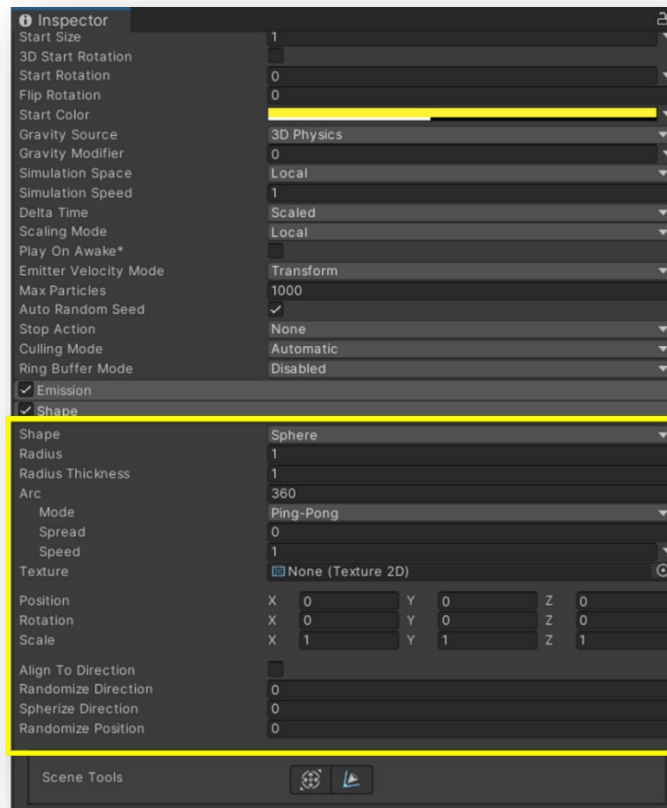 Inspector
Start Size 1
3D Start Rotation
Start Rotation 0
Flip Rotation 0
Start Color
Gravity Source 3D Physics
Gravity Modifier 0
Simulation Space Local
Simulation Speed 1
Delta Time Scaled
Scaling Mode Local
Play On Awake*
Emitter Velocity Mode Transform
Max Particles 1000
Auto Random Seed
Stop Action None
Culling Mode Automatic
Ring Buffer Mode Disabled
Emission
Shape
Shape Sphere
Radius 1
Radius Thickness 1
Arc 360
Mode Ping-Pong
Spread 0
Speed 1
Texture None (Texture 2D)
Position X 0 Y 0 Z 0
Rotation X 0 Y 0 Z 0
Scale X 1 Y 1 Z 1
Align To Direction
Randomize Direction 0
Spherize Direction 0
Randomize Position 0
Scene Tools